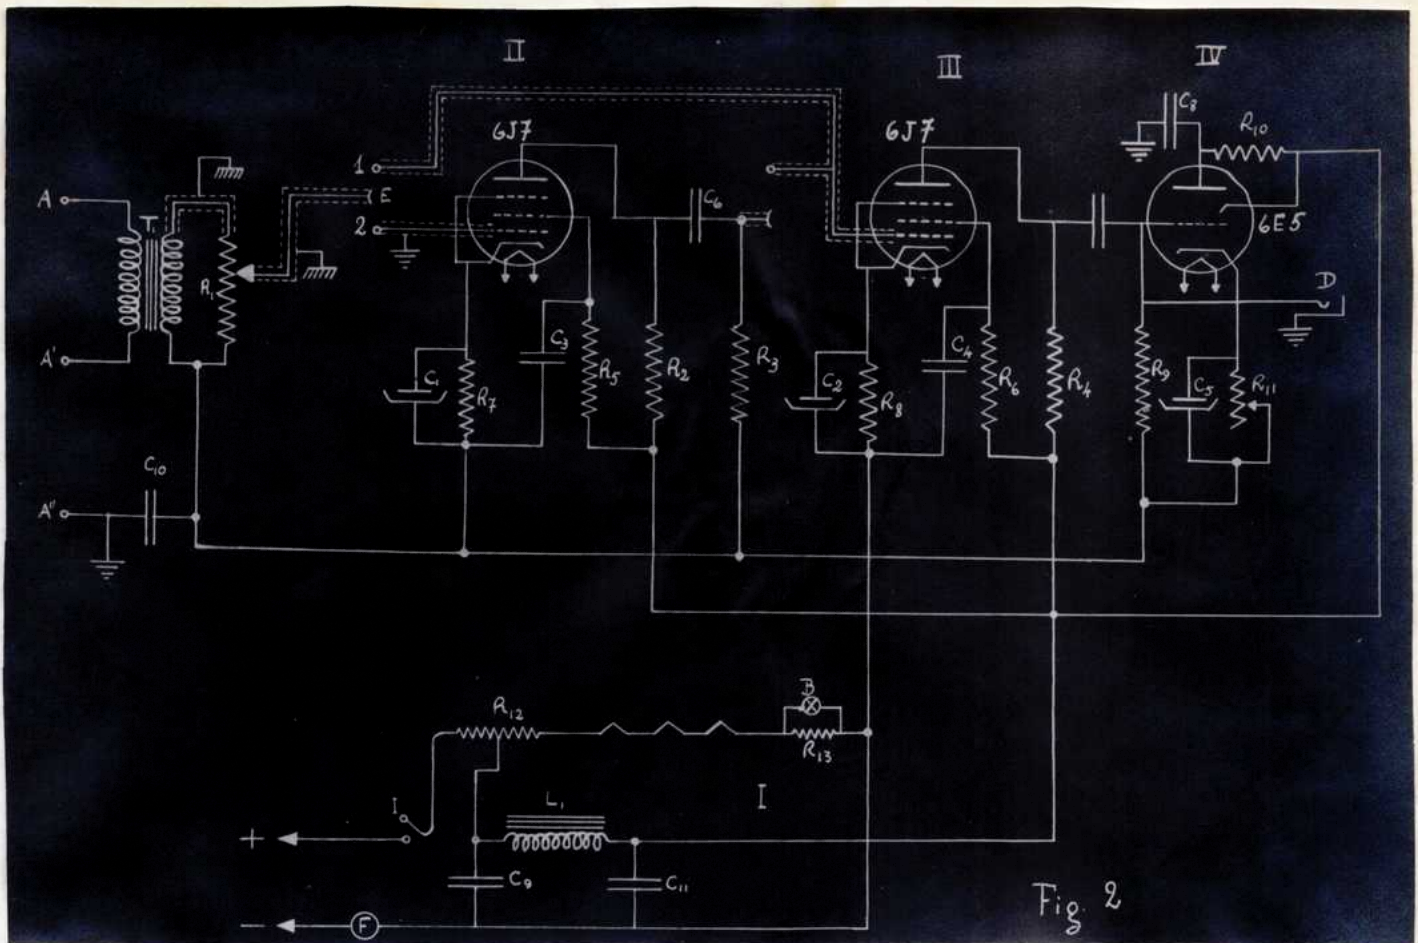 II
III
IV
6J7
6J7
6E5
A
T₁
R₁
E
1
2
A'
A"
C₁₀
C₁
R₇
C₃
R₅
R₂
C₆
R₃
C₂
R₈
C₄
R₆
R₄
C₈
R₁₀
D
R₉
C₅
R₁₁
R₁₂
B
R₁₃
I
L₁
I
+
C₉
C₁₁
−
F
Fig. 2